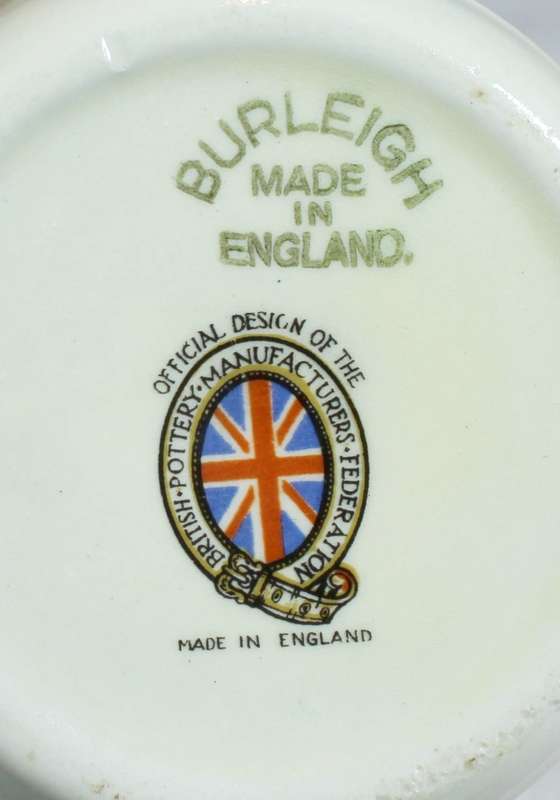 BURLEIGH
MADE
IN
ENGLAND.
OFFICIAL DESIGN OF THE
BRITISH·POTTERY·MANUFACTURERS·FEDERATION
MADE IN ENGLAND